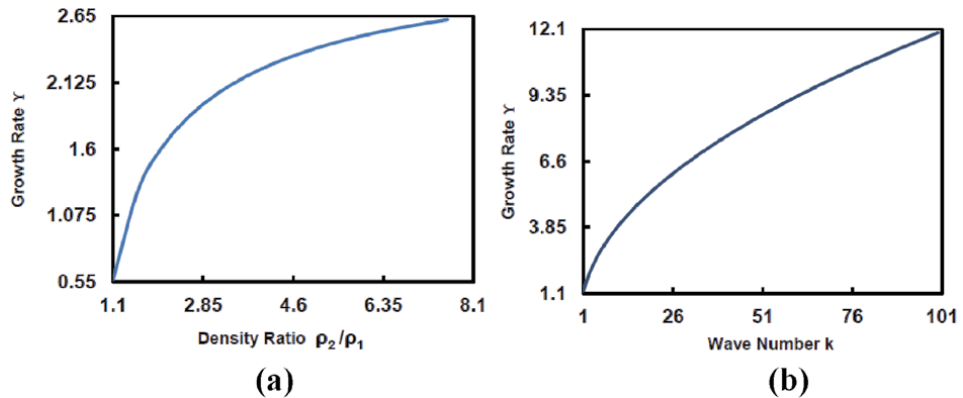 2.65
2.125
1.6
1.075
0.55
Growth Rate ϒ
1.1 2.85 4.6 6.35 8.1
Density Ratio ρ2/ρ1
(a)
12.1
9.35
6.6
3.85
1.1
Growth Rate ϒ
1 26 51 76 101
Wave Number k
(b)